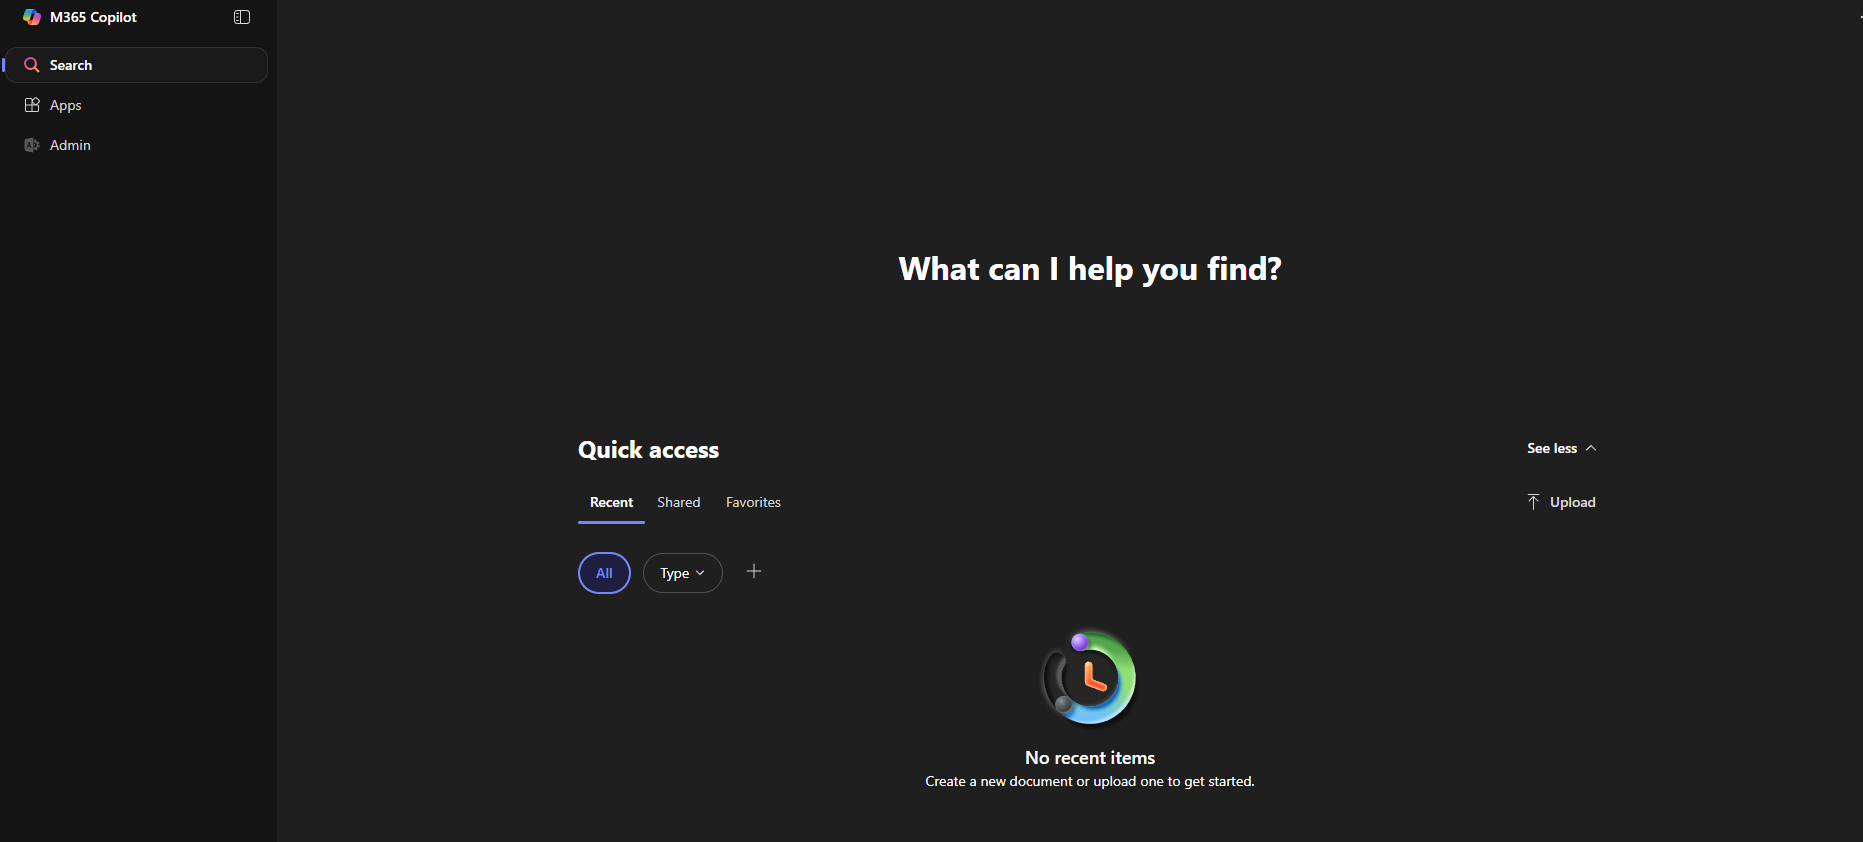 M365 Copilot
Search
Apps
Admin
What can I help you find?
Quick access
See less
Recent
Shared
Favorites
Upload
All
Type
No recent items
Create a new document or upload one to get started.